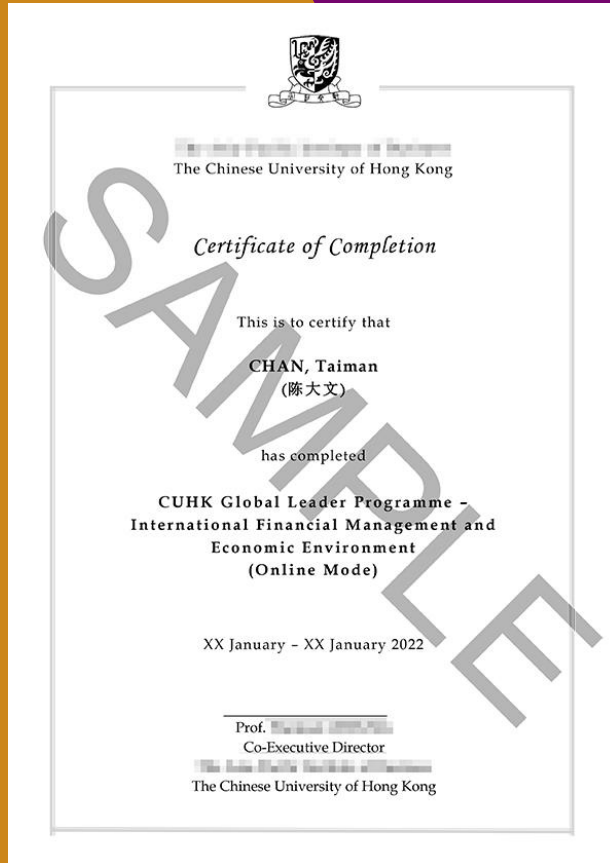 The Chinese University of Hong Kong
Certificate of Completion
This is to certify that
CHAN, Taiman
(陈大文)
has completed
CUHK Global Leader Programme –
International Financial Management and
Economic Environment
(Online Mode)
XX January – XX January 2022
Prof.
Co-Executive Director
The Chinese University of Hong Kong
SAMPLE